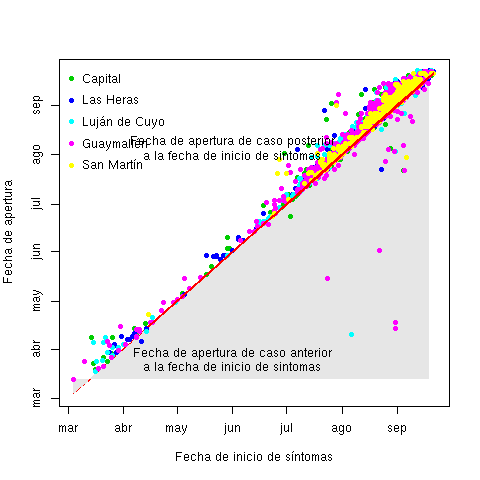 Capital
Las Heras
Luján de Cuyo
Guaymallén
San Martín
Fecha de apertura de caso posterior
a la fecha de inicio de síntomas
Fecha de apertura de caso anterior
a la fecha de inicio de síntomas
Fecha de apertura
mar
abr
may
jun
jul
ago
sep
mar
abr
may
jun
jul
ago
sep
Fecha de inicio de síntomas